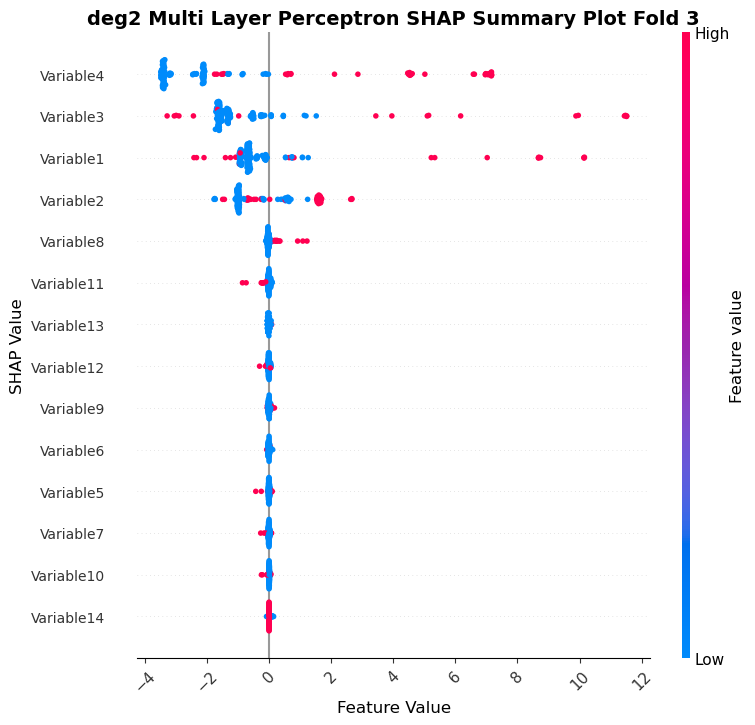 deg2 Multi Layer Perceptron SHAP Summary Plot Fold 3
High
Variable4
Variable3
Variable1
Variable2
Variable8
Variable11
Variable13
Variable12
Variable9
Variable6
Variable5
Variable7
Variable10
Variable14
SHAP Value
Feature value
Low
−4 −2 0 2 4 6 8 10 12
Feature Value